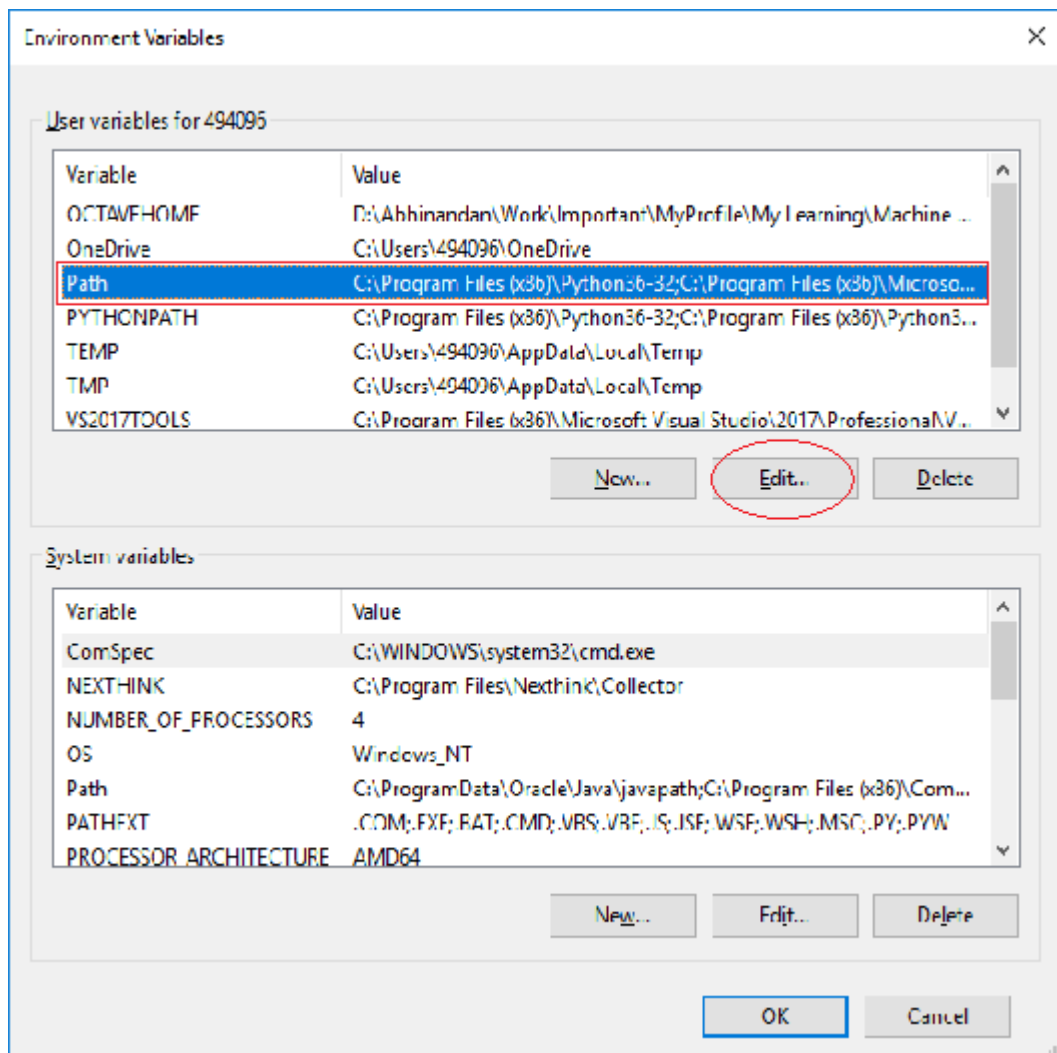 Environment Variables
User variables for 494096
Variable Value
OCTAVEHOME D:\Abhinandan\Work\Important\MyProfile\My Learning\Machine ...
OneDrive C:\Users\494096\OneDrive
Path C:\Program Files (x86)\Python36-32;C:\Program Files (x86)\Microso...
PYTHONPATH C:\Program Files (x86)\Python36-32;C:\Program Files (x86)\Python3...
TEMP C:\Users\494096\AppData\Local\Temp
TMP C:\Users\494096\AppData\Local\Temp
VS2017TOOLS C:\Program Files (x86)\Microsoft Visual Studio\2017\Professional\V...
New... Edit... Delete
System variables
Variable Value
ComSpec C:\WINDOWS\system32\cmd.exe
NEXTHINK C:\Program Files\Nexthink\Collector
NUMBER_OF_PROCESSORS 4
OS Windows_NT
Path C:\ProgramData\Oracle\Java\javapath;C:\Program Files (x86)\Com...
PATHEXT .COM;.EXE;.BAT;.CMD;.VBS;.VBE;.JS;.JSE;.WSF;.WSH;.MSC;.PY;.PYW
PROCESSOR_ARCHITECTURE AMD64
New... Edit... Delete
OK Cancel